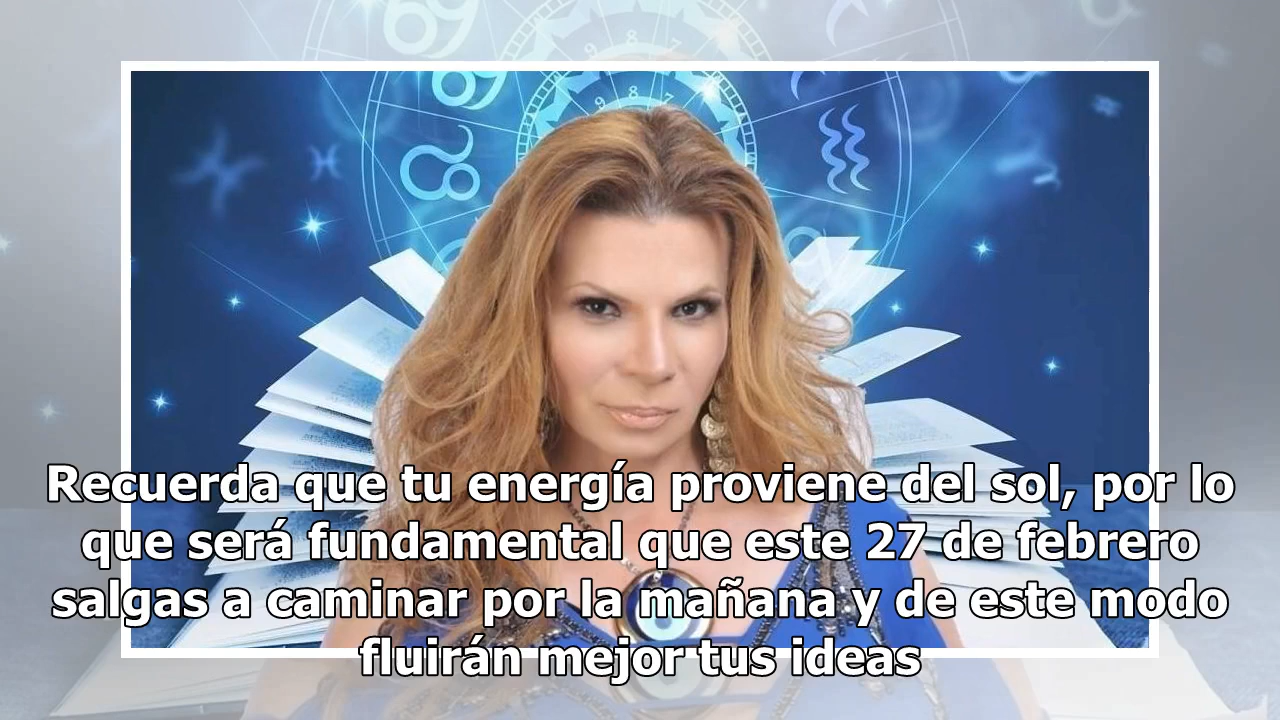 Recuerda que tu energía proviene del sol, por lo
que será fundamental que este 27 de febrero
salgas a caminar por la mañana y de este modo
fluirán mejor tus ideas